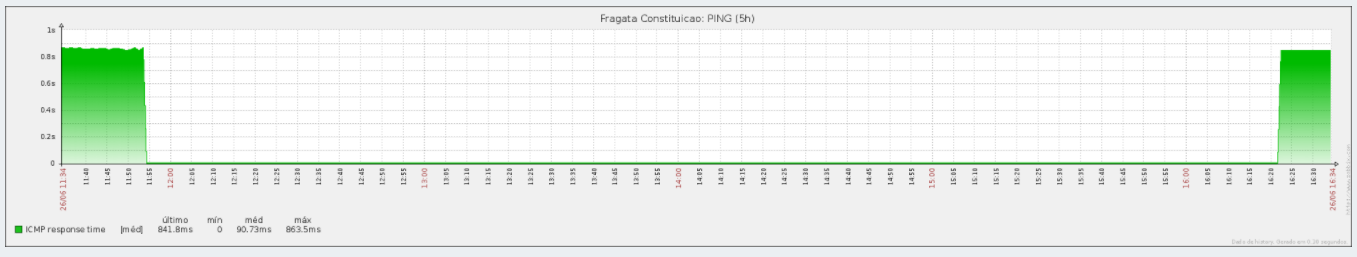 Fragata Constituicao: PING (5h)
1s
0.8s
0.6s
0.4s
0.2s
0
26/06 11:34 11:40 11:45 11:50 11:55 12:00 12:05 12:10 12:15 12:20 12:25 12:30 12:35 12:40 12:45 12:50 12:55 13:00 13:05 13:10 13:15 13:20 13:25 13:30 13:35 13:40 13:45 13:50 13:55 14:00 14:05 14:10 14:15 14:20 14:25 14:30 14:35 14:40 14:45 14:50 14:55 15:00 15:05 15:10 15:15 15:20 15:25 15:30 15:35 15:40 15:45 15:50 15:55 16:00 16:05 16:10 16:15 16:20 16:25 16:30 26/06 16:34
último mín méd máx
ICMP response time [méd] 841.8ms 0 90.73ms 863.5ms